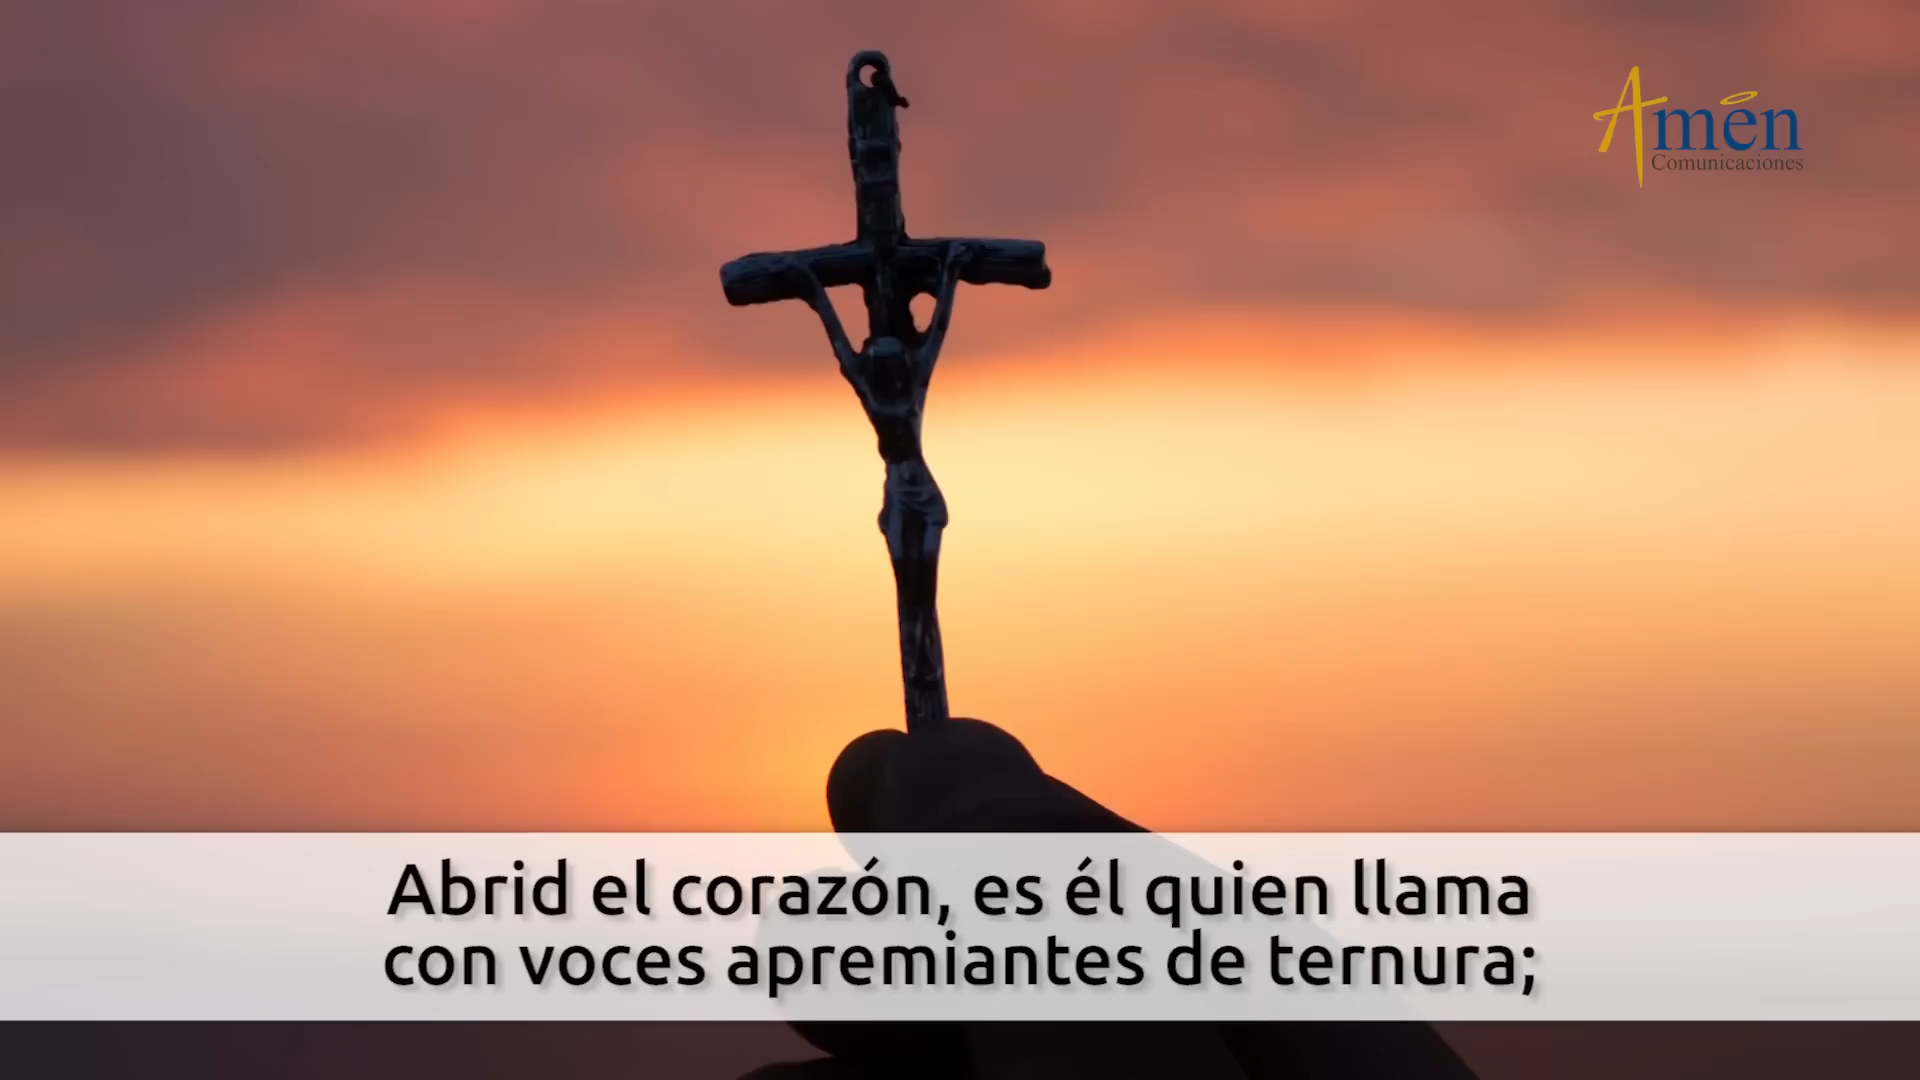 Amén
Comunicaciones
Abrid el corazón, es él quien llama
con voces apremiantes de ternura;